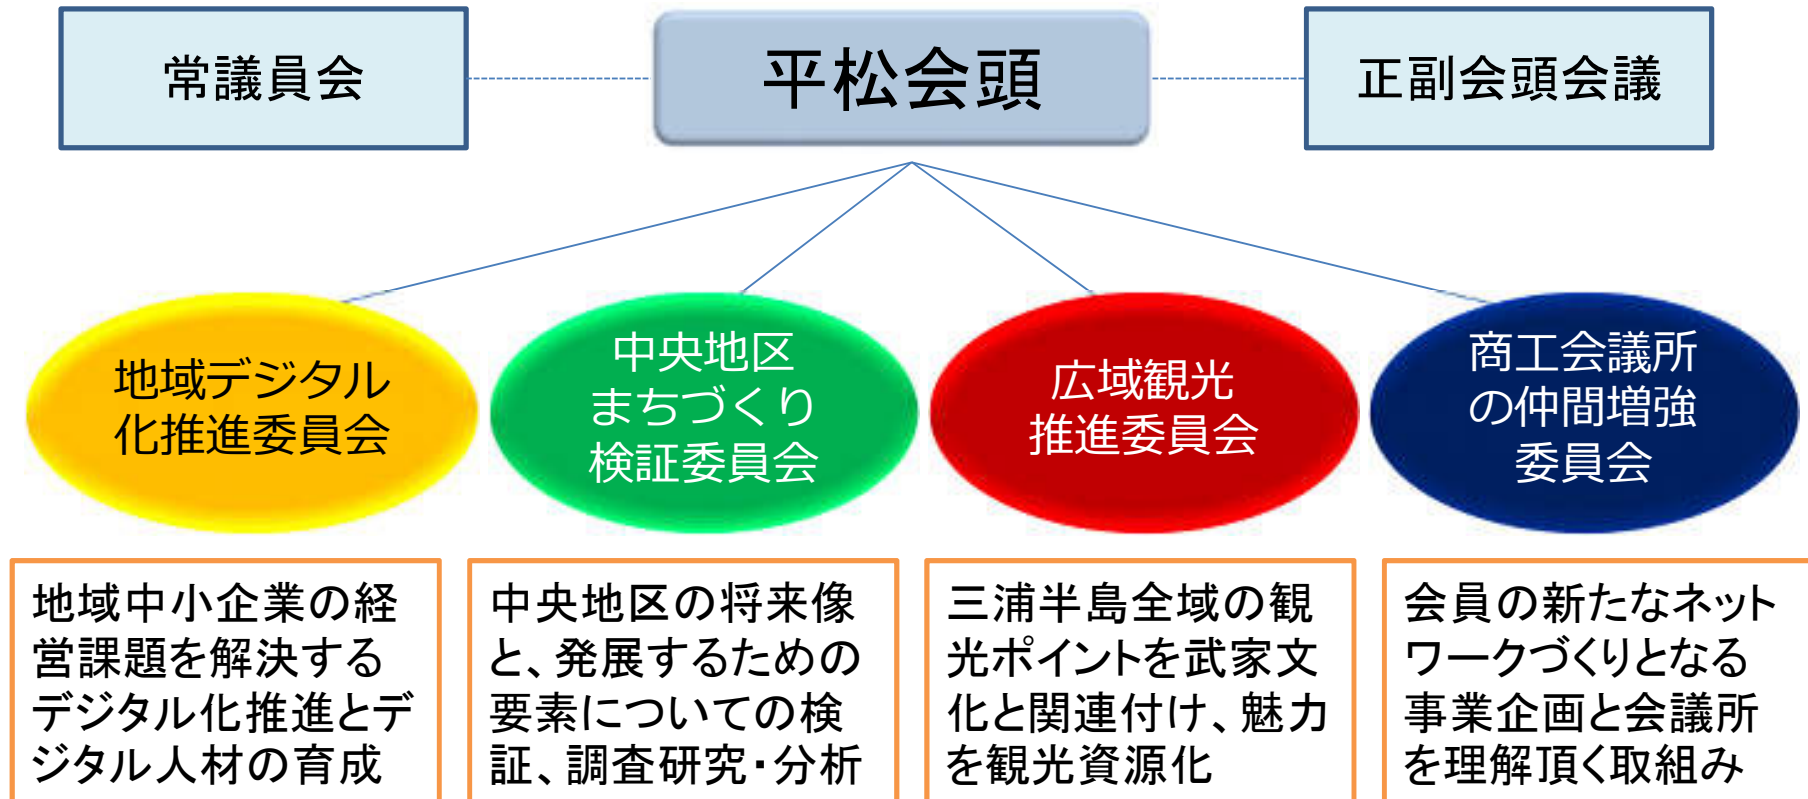 常議員会
平松会頭
正副会頭会議
地域デジタル
化推進委員会
中央地区
まちづくり
検証委員会
広域観光
推進委員会
商工会議所
の仲間増強
委員会
地域中小企業の経
営課題を解決する
デジタル化推進とデ
ジタル人材の育成
中央地区の将来像
と、発展するための
要素についての検
証、調査研究・分析
三浦半島全域の観
光ポイントを武家文
化と関連付け、魅力
を観光資源化
会員の新たなネット
ワークづくりとなる
事業企画と会議所
を理解頂く取組み